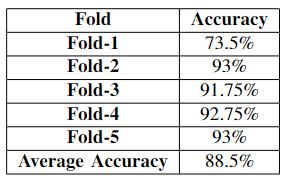 Fold Accuracy
Fold-1 73.5%
Fold-2 93%
Fold-3 91.75%
Fold-4 92.75%
Fold-5 93%
Average Accuracy 88.5%